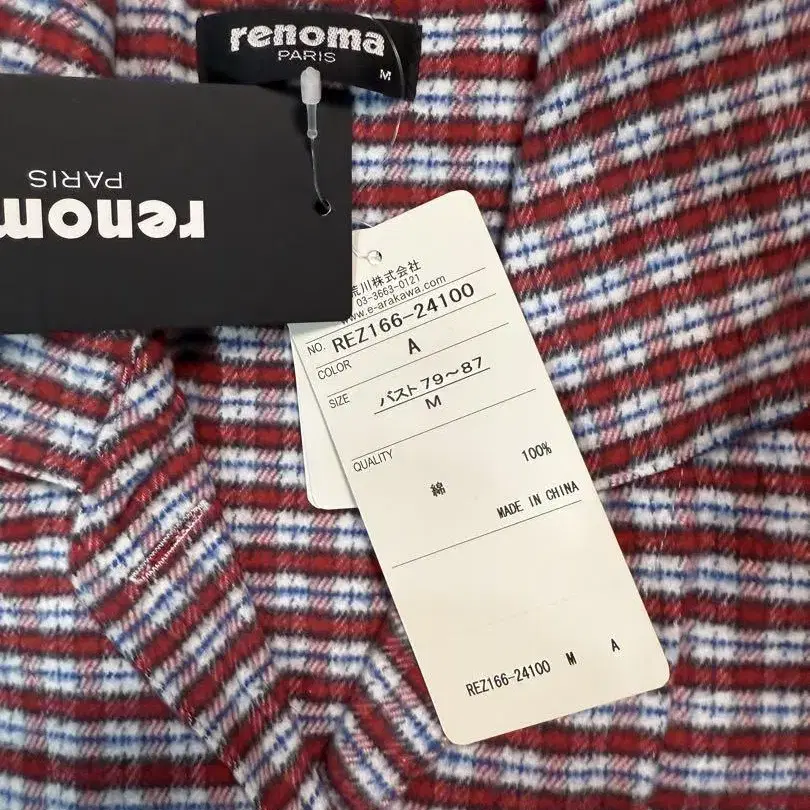 renoma
PARIS
M
renoma
PARIS
荒川株式会社
03-3663-0121
www.e-arakawa.com
NO. REZ166-24100
COLOR A
SIZE バスト79～87
M
QUALITY
綿 100%
MADE IN CHINA
REZ166-24100 M A